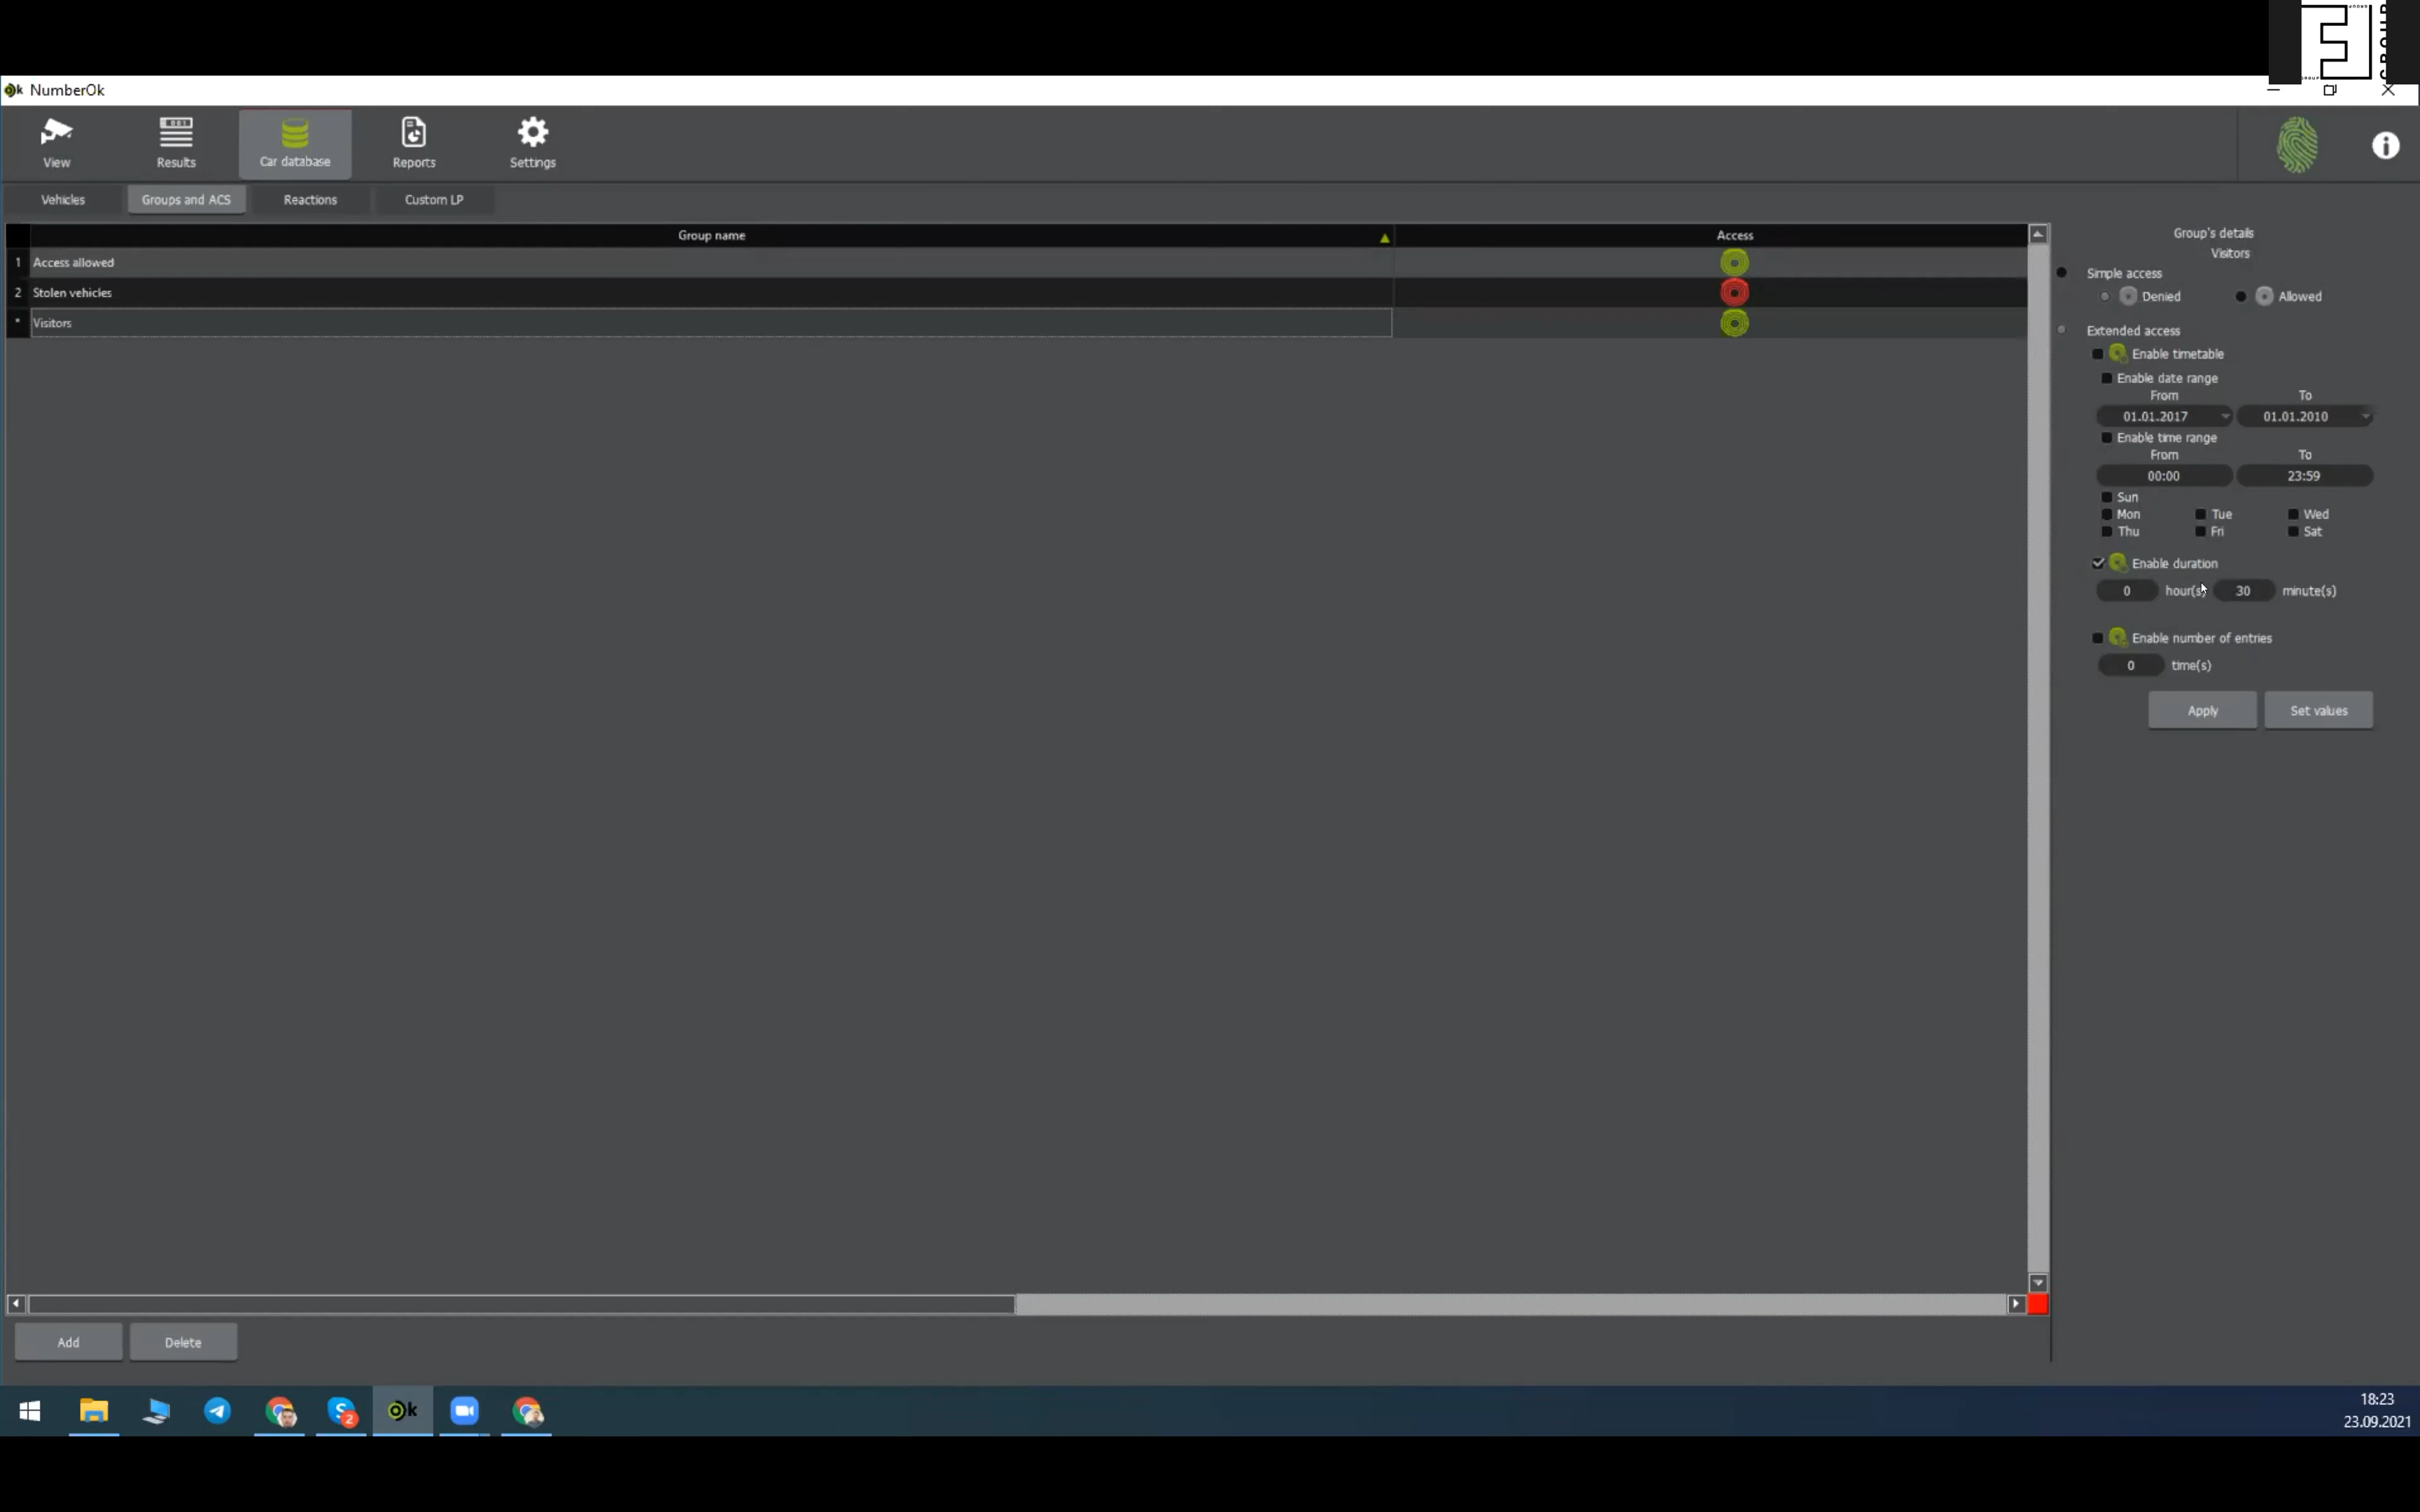 NumberOk
View
Results
Car database
Reports
Settings
Vehicles
Groups and ACS
Reactions
Custom LP
Group name
Access
1 Access allowed
2 Stolen vehicles
* Visitors
Group's details
Visitors
Simple access
Denied
Allowed
Extended access
Enable timetable
Enable date range
From To
01.01.2017 01.01.2010
Enable time range
From To
00:00 23:59
Sun
Mon Tue Wed
Thu Fri Sat
Enable duration
0 hour(s) 30 minute(s)
Enable number of entries
0 time(s)
Apply Set values
Add Delete
18:23
23.09.2021